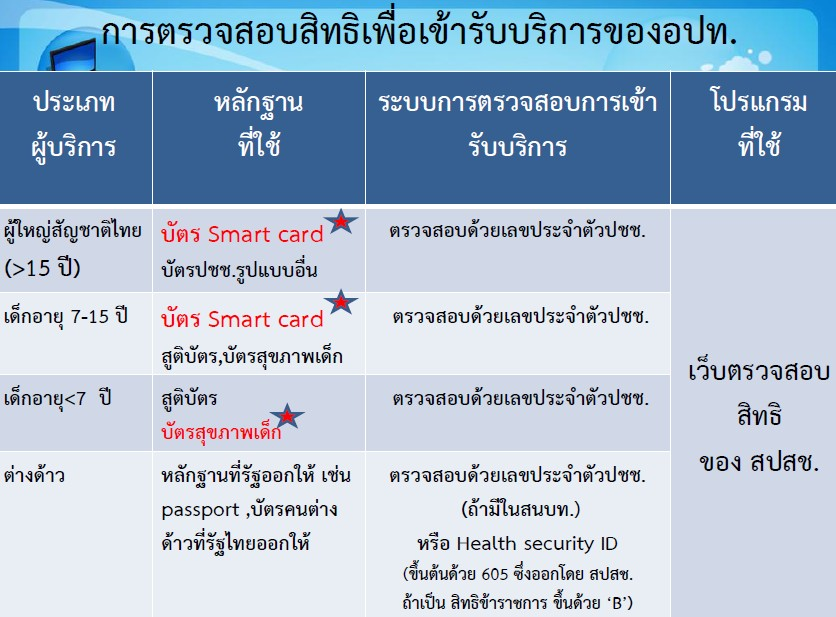 การตรวจสอบสิทธิเพื่อเข้ารับบริการของอปท.
ประเภท
ผู้บริการ
หลักฐาน
ที่ใช้
ระบบการตรวจสอบการเข้า
รับบริการ
โปรแกรม
ที่ใช้
ผู้ใหญ่สัญชาติไทย
(>15 ปี)
บัตร Smart card
บัตรปชช.รูปแบบอื่น
ตรวจสอบด้วยเลขประจำตัวปชช.
เด็กอายุ 7-15 ปี
บัตร Smart card
สูติบัตร,บัตรสุขภาพเด็ก
ตรวจสอบด้วยเลขประจำตัวปชช.
เด็กอายุ<7 ปี
สูติบัตร
บัตรสุขภาพเด็ก
ตรวจสอบด้วยเลขประจำตัวปชช.
ต่างด้าว
หลักฐานที่รัฐออกให้ เช่น
passport ,บัตรคนต่าง
ด้าวที่รัฐไทยออกให้
ตรวจสอบด้วยเลขประจำตัวปชช.
(ถ้ามีในสนบท.)
หรือ Health security ID
(ขึ้นต้นด้วย 605 ซึ่งออกโดย สปสช.
ถ้าเป็น สิทธิข้าราชการ ขึ้นด้วย ‘B’)
เว็บตรวจสอบ
สิทธิ
ของ สปสช.